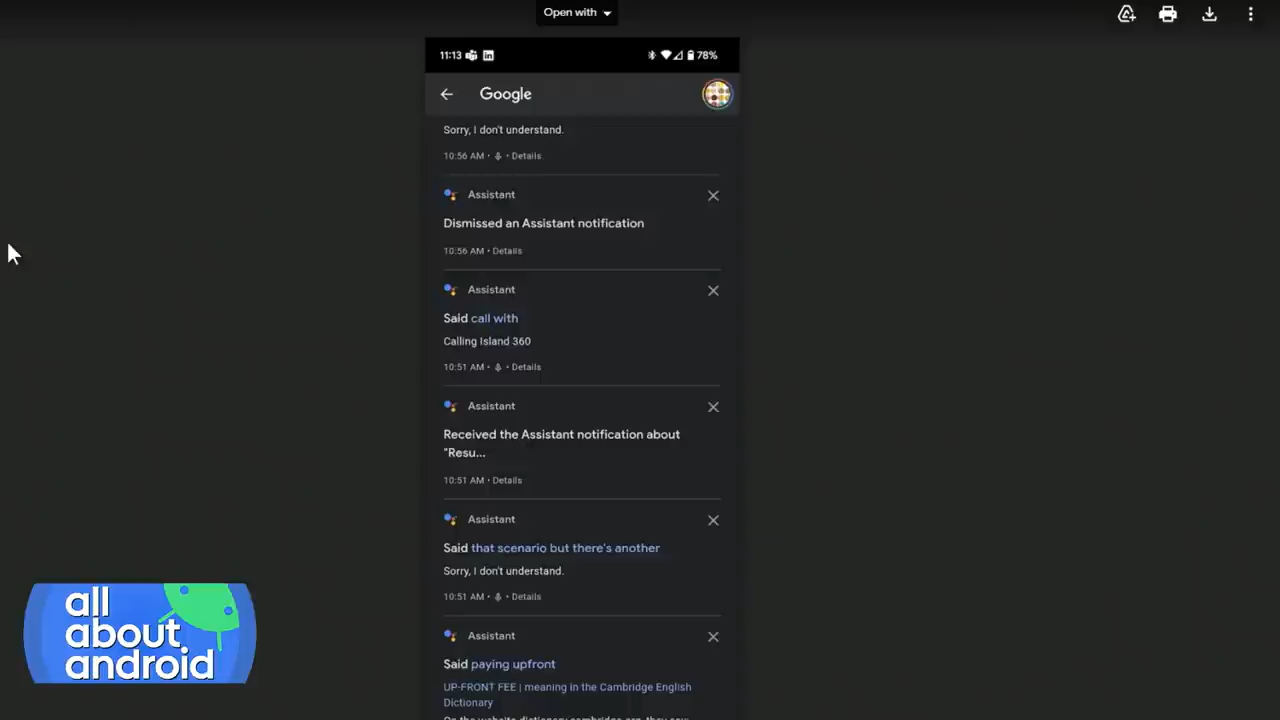 Open with
11:13
78%
Google
Sorry, I don't understand.
10:56 AM • • Details
Assistant
Dismissed an Assistant notification
10:56 AM • Details
Assistant
Said call with
Calling Island 360
10:51 AM • • Details
Assistant
Received the Assistant notification about
"Resu...
10:51 AM • Details
Assistant
Said that scenario but there's another
Sorry, I don't understand.
10:51 AM • • Details
Assistant
Said paying upfront
UP-FRONT FEE | meaning in the Cambridge English
Dictionary
all
about
android